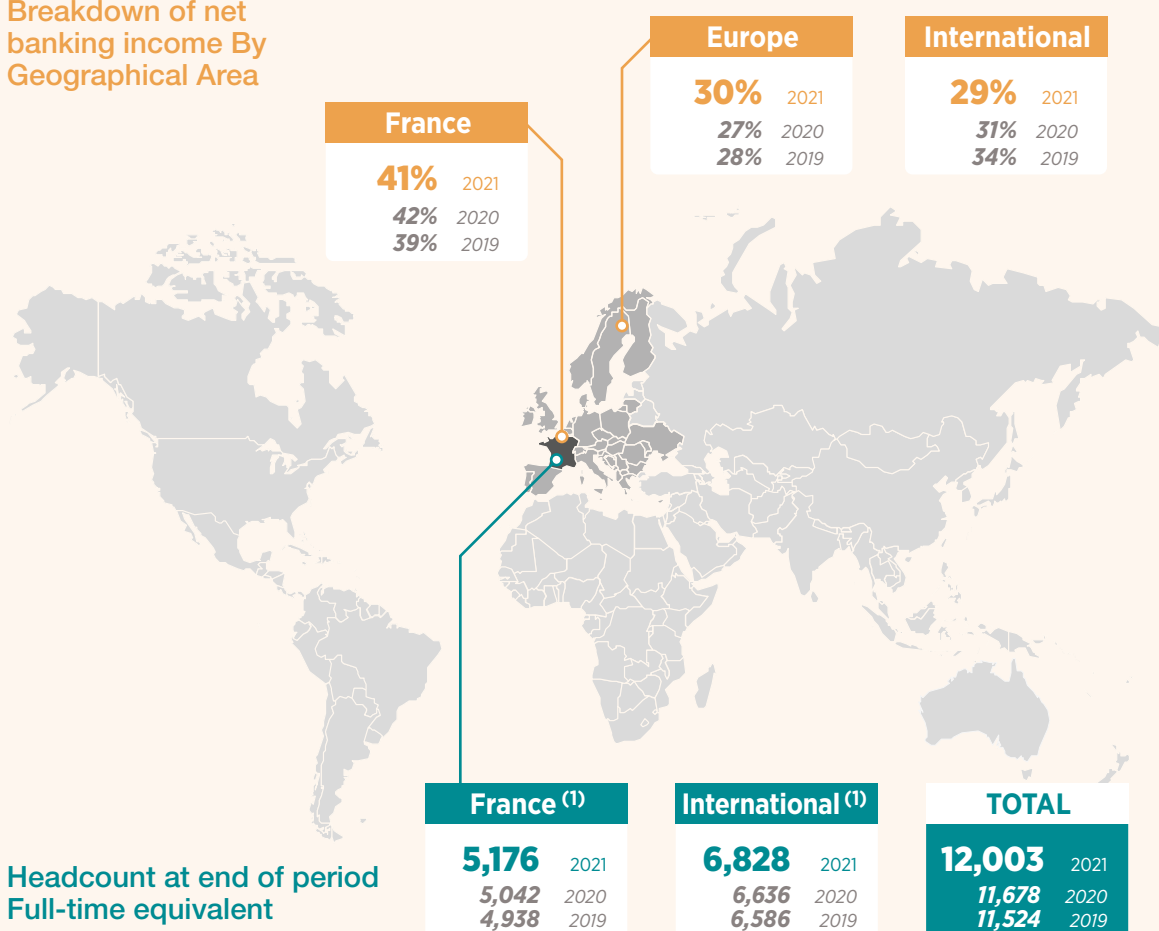 Breakdown of net
banking income By
Geographical Area
France
41% 2021
42% 2020
39% 2019
Europe
30% 2021
27% 2020
28% 2019
International
29% 2021
31% 2020
34% 2019
Headcount at end of period
Full-time equivalent
France (1)
5,176 2021
5,042 2020
4,938 2019
International (1)
6,828 2021
6,636 2020
6,586 2019
TOTAL
12,003 2021
11,678 2020
11,524 2019